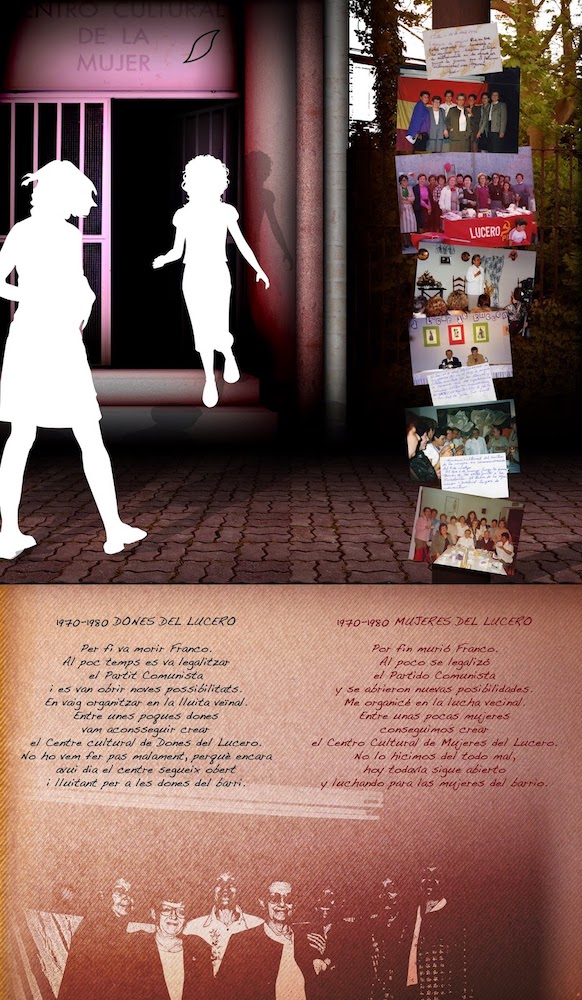 CENTRO CULTURAL
DE LA
MUJER
LUCERO
1970-1980 DONES DEL LUCERO
Per fi va morir Franco.
Al poc temps es va legalitzar
el Partit Comunista
i es van obrir noves possibilitats.
En vaig organitzar en la lluita veïnal.
Entre unes poques dones
vam aconsseguir crear
el Centre cultural de Dones del Lucero.
No ho vem fer pas malament, perquè encara
avui dia el centre segueix obert
i lluitant per a les dones del barri.
1970-1980 MUJERES DEL LUCERO
Por fin murió Franco.
Al poco se legalizó
el Partido Comunista
y se abrieron nuevas posibilidades.
Me organicé en la lucha vecinal.
Entre unas pocas mujeres
conseguimos crear
el Centro Cultural de Mujeres del Lucero.
No lo hicimos del todo mal,
hoy todavía sigue abierto
y luchando para las mujeres del barrio.